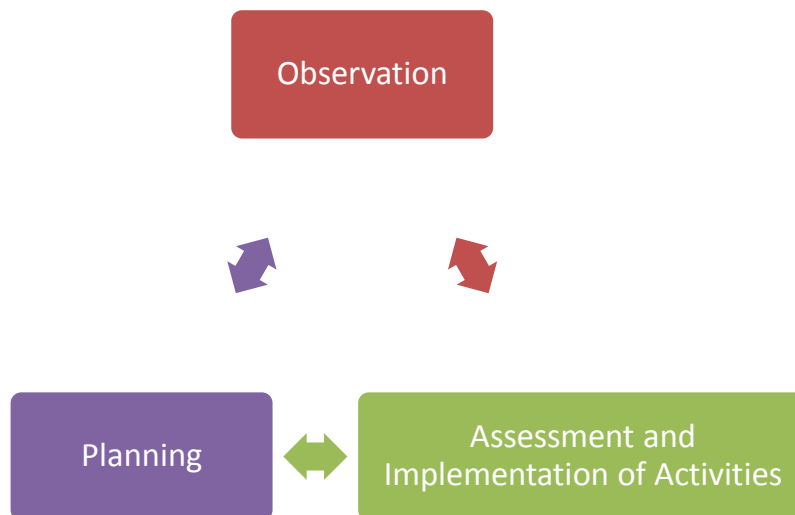 Observation
Planning
Assessment and
Implementation of Activities